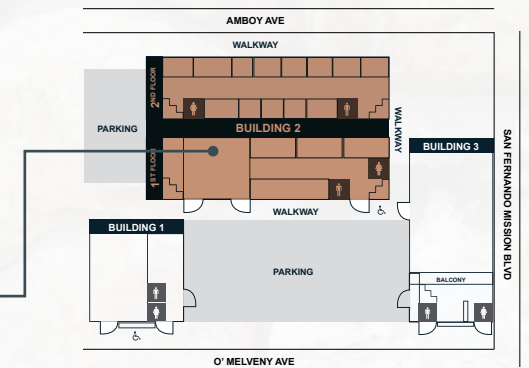 AMBOY AVE
WALKWAY
2ND FLOOR
PARKING
BUILDING 2
WALKWAY
1ST FLOOR
BUILDING 3
SAN FERNANDO MISSION BLVD
WALKWAY
BUILDING 1
PARKING
BALCONY
O' MELVENY AVE